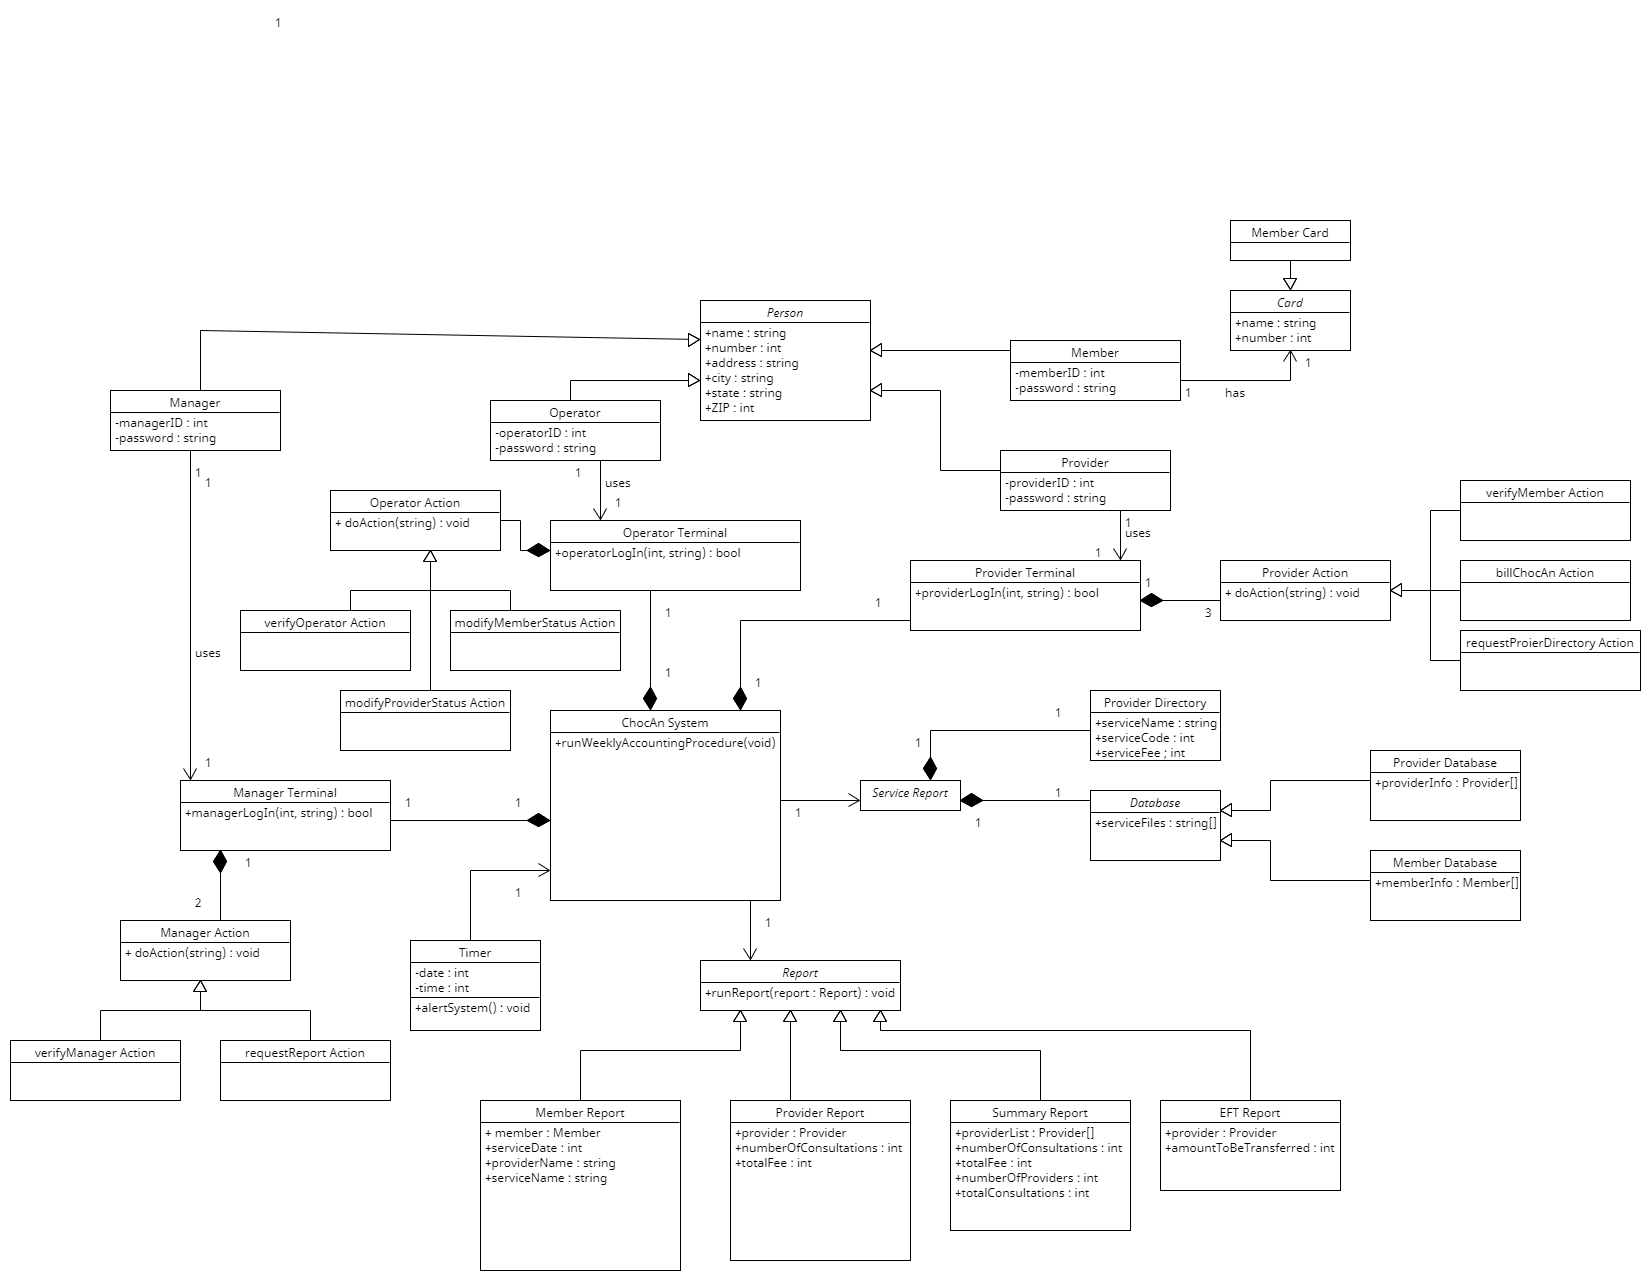 1
Member Card
Card
+name : string
+number : int
1
Person
+name : string
+number : int
+address : string
+city : string
+state : string
+ZIP : int
Member
-memberID : int
-password : string
1
has
Manager
-managerID : int
-password : string
1
1
uses
1
Operator
-operatorID : int
-password : string
1
uses
1
Provider
-providerID : int
-password : string
1
uses
1
Operator Action
+ doAction(string) : void
Operator Terminal
+operatorLogIn(int, string) : bool
1
1
verifyOperator Action
modifyMemberStatus Action
modifyProviderStatus Action
Provider Terminal
+providerLogIn(int, string) : bool
1
1
1
3
Provider Action
+ doAction(string) : void
verifyMember Action
billChocAn Action
requestProierDirectory Action
ChocAn System
+runWeeklyAccountingProcedure(void)
1
Service Report
1
1
Provider Directory
+serviceName : string
+serviceCode : int
+serviceFee ; int
1
1
Database
+serviceFiles : string[]
Provider Database
+providerInfo : Provider[]
Member Database
+memberInfo : Member[]
Manager Terminal
+managerLogIn(int, string) : bool
1
1
1
2
Manager Action
+ doAction(string) : void
verifyManager Action
requestReport Action
1
Timer
-date : int
-time : int
+alertSystem() : void
1
Report
+runReport(report : Report) : void
Member Report
+ member : Member
+serviceDate : int
+providerName : string
+serviceName : string
Provider Report
+provider : Provider
+numberOfConsultations : int
+totalFee : int
Summary Report
+providerList : Provider[]
+numberOfConsultations : int
+totalFee : int
+numberOfProviders : int
+totalConsultations : int
EFT Report
+provider : Provider
+amountToBeTransferred : int